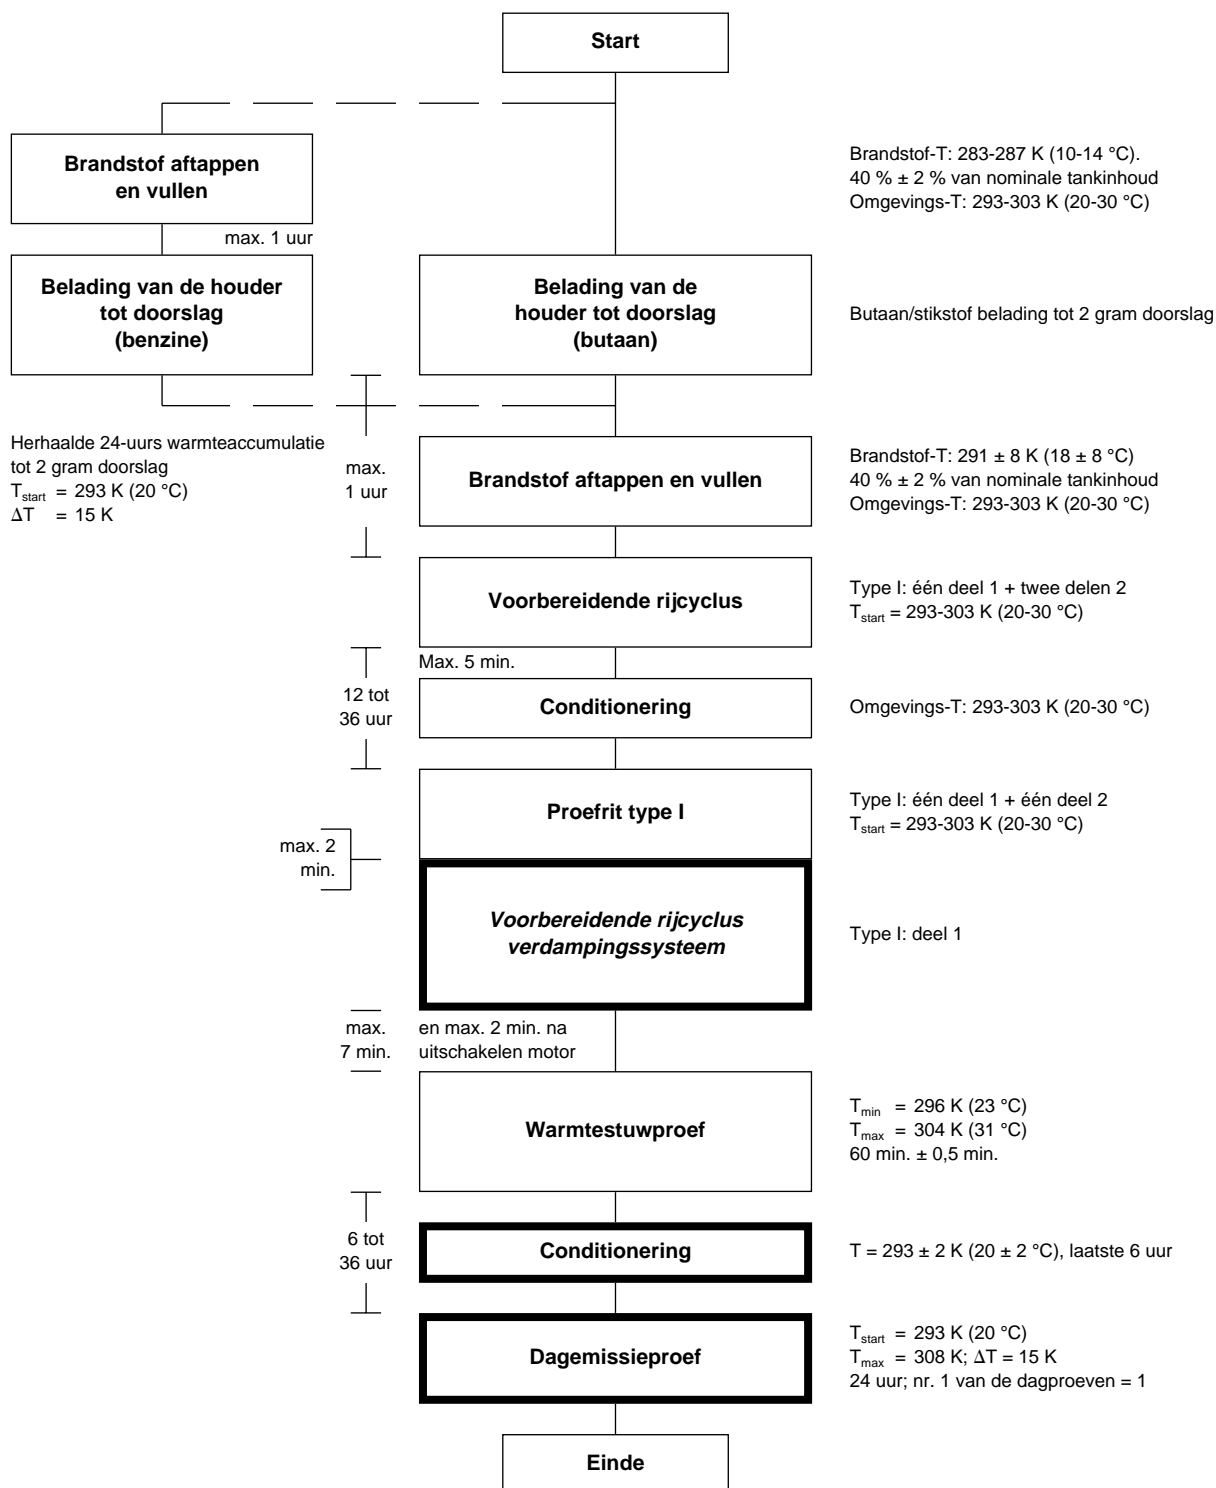 Start
Brandstof aftappen
en vullen
Brandstof-T: 283-287 K (10-14 °C).
40 % ± 2 % van nominale tankinhoud
Omgevings-T: 293-303 K (20-30 °C)
max. 1 uur
Belading van de houder
tot doorslag
(benzine)
Belading van de
houder tot doorslag
(butaan)
Butaan/stikstof belading tot 2 gram doorslag
Herhaalde 24-uurs warmteaccumulatie
tot 2 gram doorslag
Tstart = 293 K (20 °C)
ΔT = 15 K
max.
1 uur
Brandstof aftappen en vullen
Brandstof-T: 291 ± 8 K (18 ± 8 °C)
40 % ± 2 % van nominale tankinhoud
Omgevings-T: 293-303 K (20-30 °C)
Voorbereidende rijcyclus
Type I: één deel 1 + twee delen 2
Tstart = 293-303 K (20-30 °C)
Max. 5 min.
12 tot
36 uur
Conditionering
Omgevings-T: 293-303 K (20-30 °C)
Proefrit type I
Type I: één deel 1 + één deel 2
Tstart = 293-303 K (20-30 °C)
max. 2
min.
Voorbereidende rijcyclus
verdampingssysteem
Type I: deel 1
max.
7 min.
en max. 2 min. na
uitschakelen motor
Warmtestuwproef
Tmin = 296 K (23 °C)
Tmax = 304 K (31 °C)
60 min. ± 0,5 min.
6 tot
36 uur
Conditionering
T = 293 ± 2 K (20 ± 2 °C), laatste 6 uur
Dagemissieproef
Tstart = 293 K (20 °C)
Tmax = 308 K; ΔT = 15 K
24 uur; nr. 1 van de dagproeven = 1
Einde